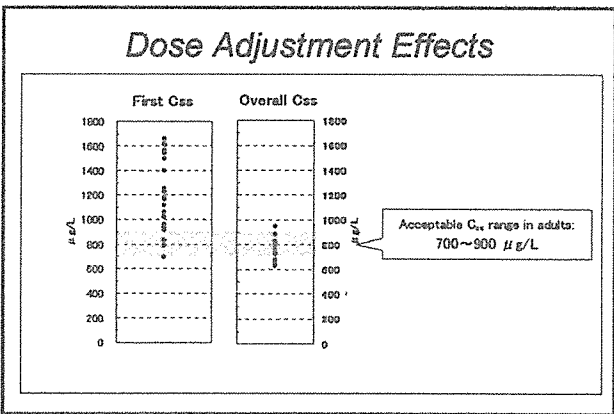 Dose Adjustment Effects
First Css
Overall Css
1800
1600
1400
1200
1000
800
600
400
200
0
μg/L
1800
1600
1400
1200
1000
800
600
400
200
0
μg/L
Acceptable Css range in adults:
700~900 μg/L